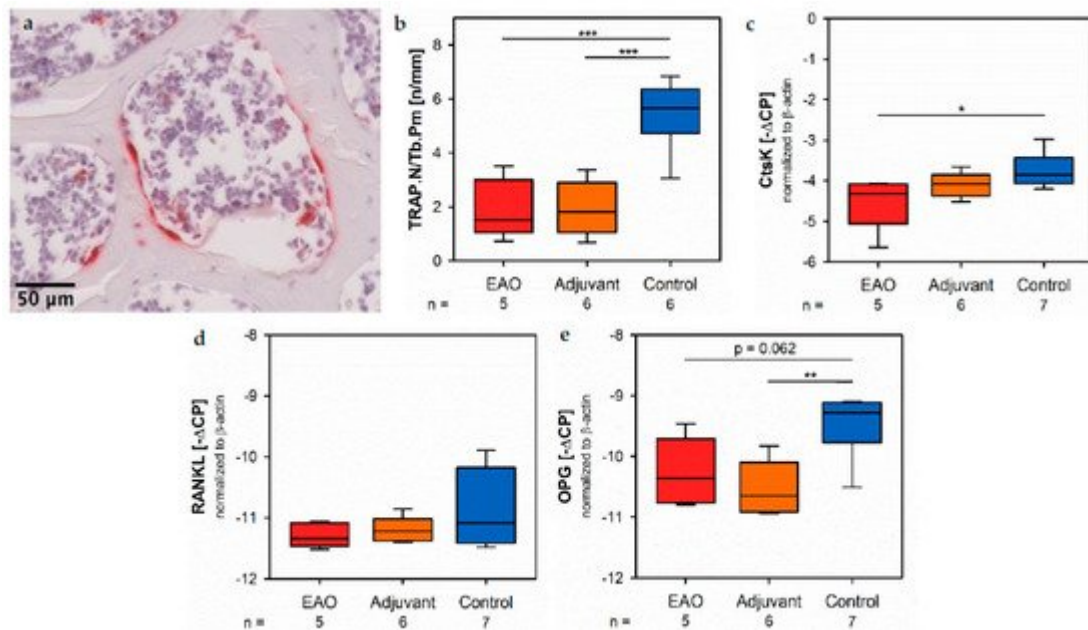 a
50 µm
b
TRAP.N/Tb.Pm [n/mm]
8
6
4
2
0
***
***
EAO Adjuvant Control
n = 5 6 6
c
CtsK [-ΔCP]
normalized to β-actin
-0
-2
-3
-4
-5
-6
*
EAO Adjuvant Control
n = 5 6 7
d
RANKL [-ΔCP]
normalized to β-actin
-8
-9
-10
-11
-12
EAO Adjuvant Control
n = 5 6 7
e
OPG [-ΔCP]
normalized to β-actin
-8
-9
-10
-11
-12
p = 0.062
**
EAO Adjuvant Control
n = 5 6 7